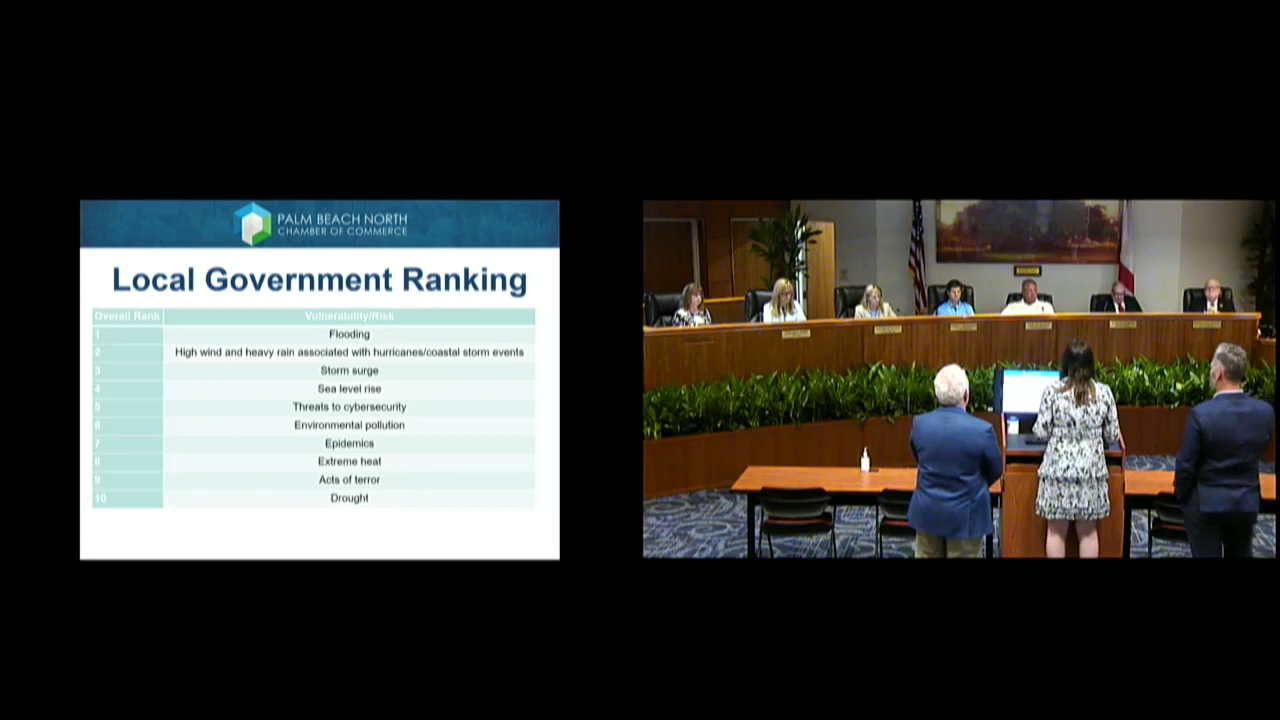 PALM BEACH NORTH
CHAMBER OF COMMERCE
Local Government Ranking
Overall Rank Vulnerability/Risk
1 Flooding
2 High wind and heavy rain associated with hurricanes/coastal storm events
3 Storm surge
4 Sea level rise
5 Threats to cybersecurity
6 Environmental pollution
7 Epidemics
8 Extreme heat
9 Acts of terror
10 Drought